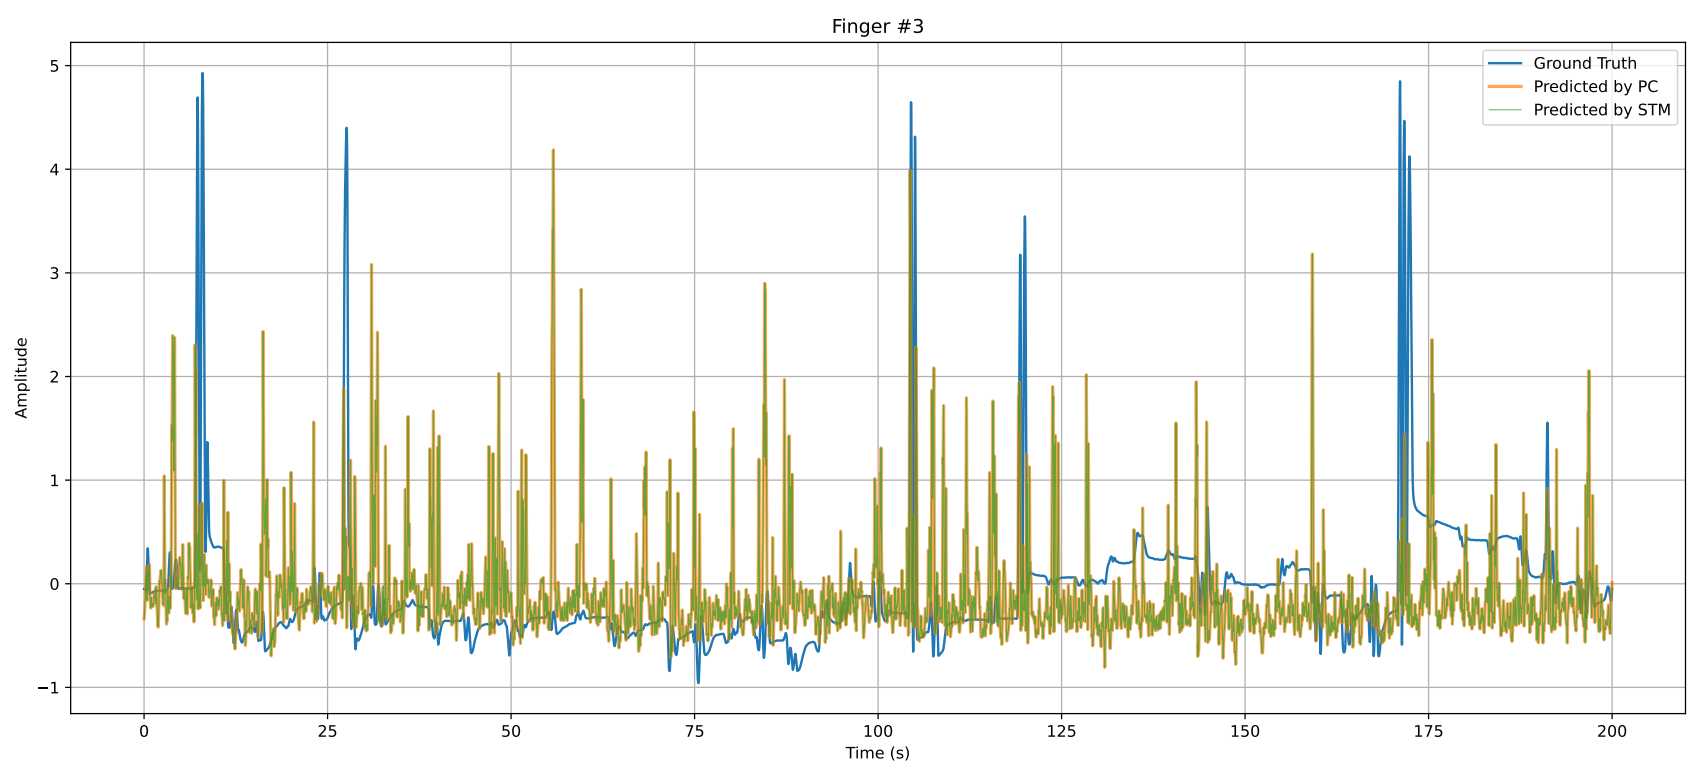 Finger #3
Ground Truth
Predicted by PC
Predicted by STM
Amplitude
5
4
3
2
1
0
−1
0 25 50 75 100 125 150 175 200
Time (s)